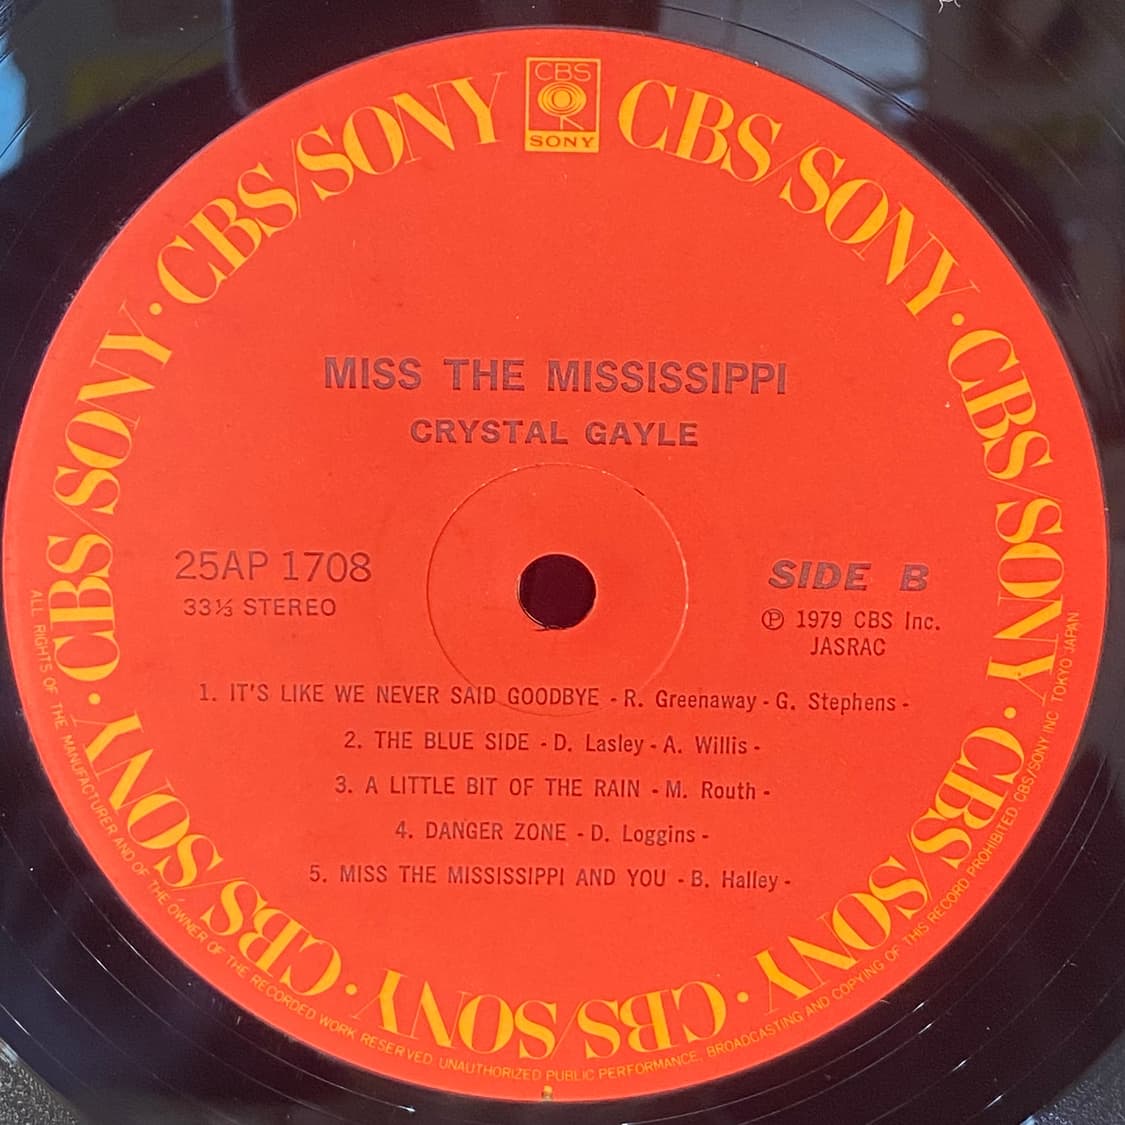 CBS
SONY
CBS/SONY · CBS/SONY · CBS/SONY · CBS/SONY · CBS/SONY · CBS/SONY · CBS/SONY · CBS/SONY
MISS THE MISSISSIPPI
CRYSTAL GAYLE
25AP 1708
33⅓ STEREO
SIDE B
Ⓟ 1979 CBS Inc.
JASRAC
1. IT'S LIKE WE NEVER SAID GOODBYE - R. Greenaway - G. Stephens -
2. THE BLUE SIDE - D. Lasley - A. Willis -
3. A LITTLE BIT OF THE RAIN - M. Routh -
4. DANGER ZONE - D. Loggins -
5. MISS THE MISSISSIPPI AND YOU - B. Halley -
ALL RIGHTS OF THE MANUFACTURER AND OF THE OWNER OF THE RECORDED WORK RESERVED. UNAUTHORIZED PUBLIC PERFORMANCE, BROADCASTING AND COPYING OF THIS RECORD PROHIBITED. CBS/SONY INC. TOKYO JAPAN